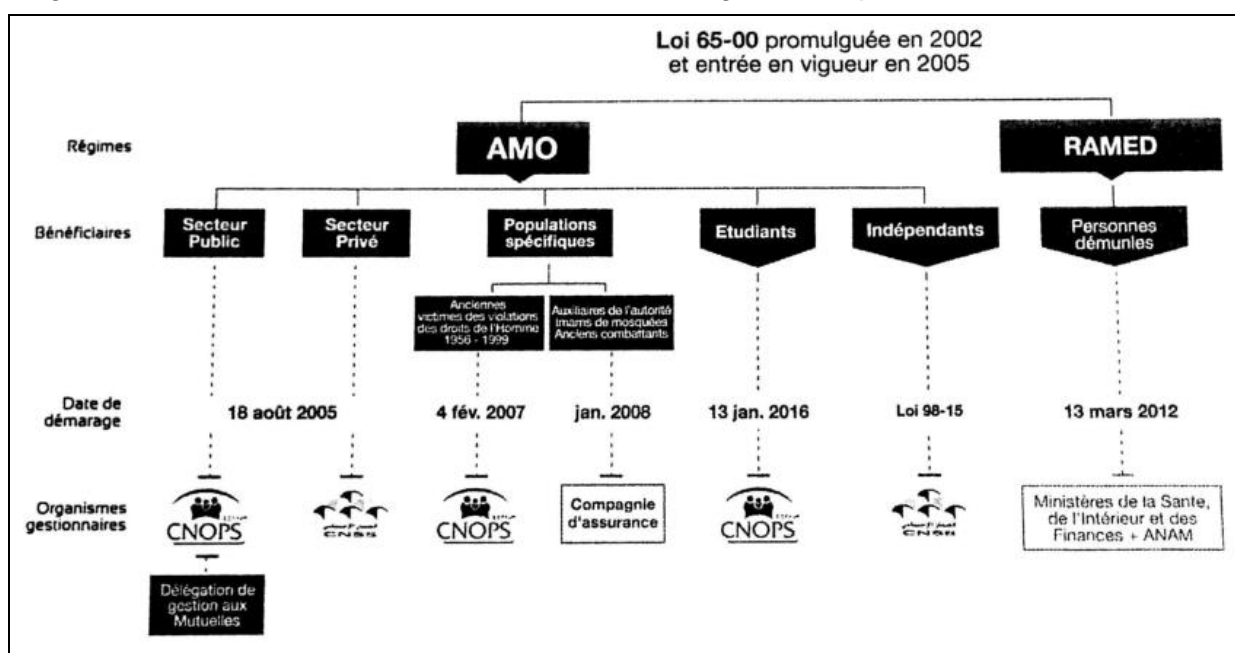 Loi 65-00 promulguée en 2002
et entrée en vigueur en 2005
Régimes
AMO
RAMED
Bénéficiaires
Secteur
Public
Secteur
Privé
Populations
spécifiques
Etudiants
Indépendants
Personnes
démunies
Anciennes
victimes des violations
des droits de l'Homme
1956 - 1999
Auxiliaires de l'autorité
Imams de mosquées
Anciens combattants
Date de
démarage
18 août 2005
4 fév. 2007
jan. 2008
13 jan. 2016
Loi 98-15
13 mars 2012
Organismes
gestionnaires
CNOPS
CNSS
CNOPS
Compagnie
d'assurance
CNOPS
CNSS
Ministères de la Santé,
de l'Intérieur et des
Finances + ANAM
Délégation de
gestion aux
Mutuelles